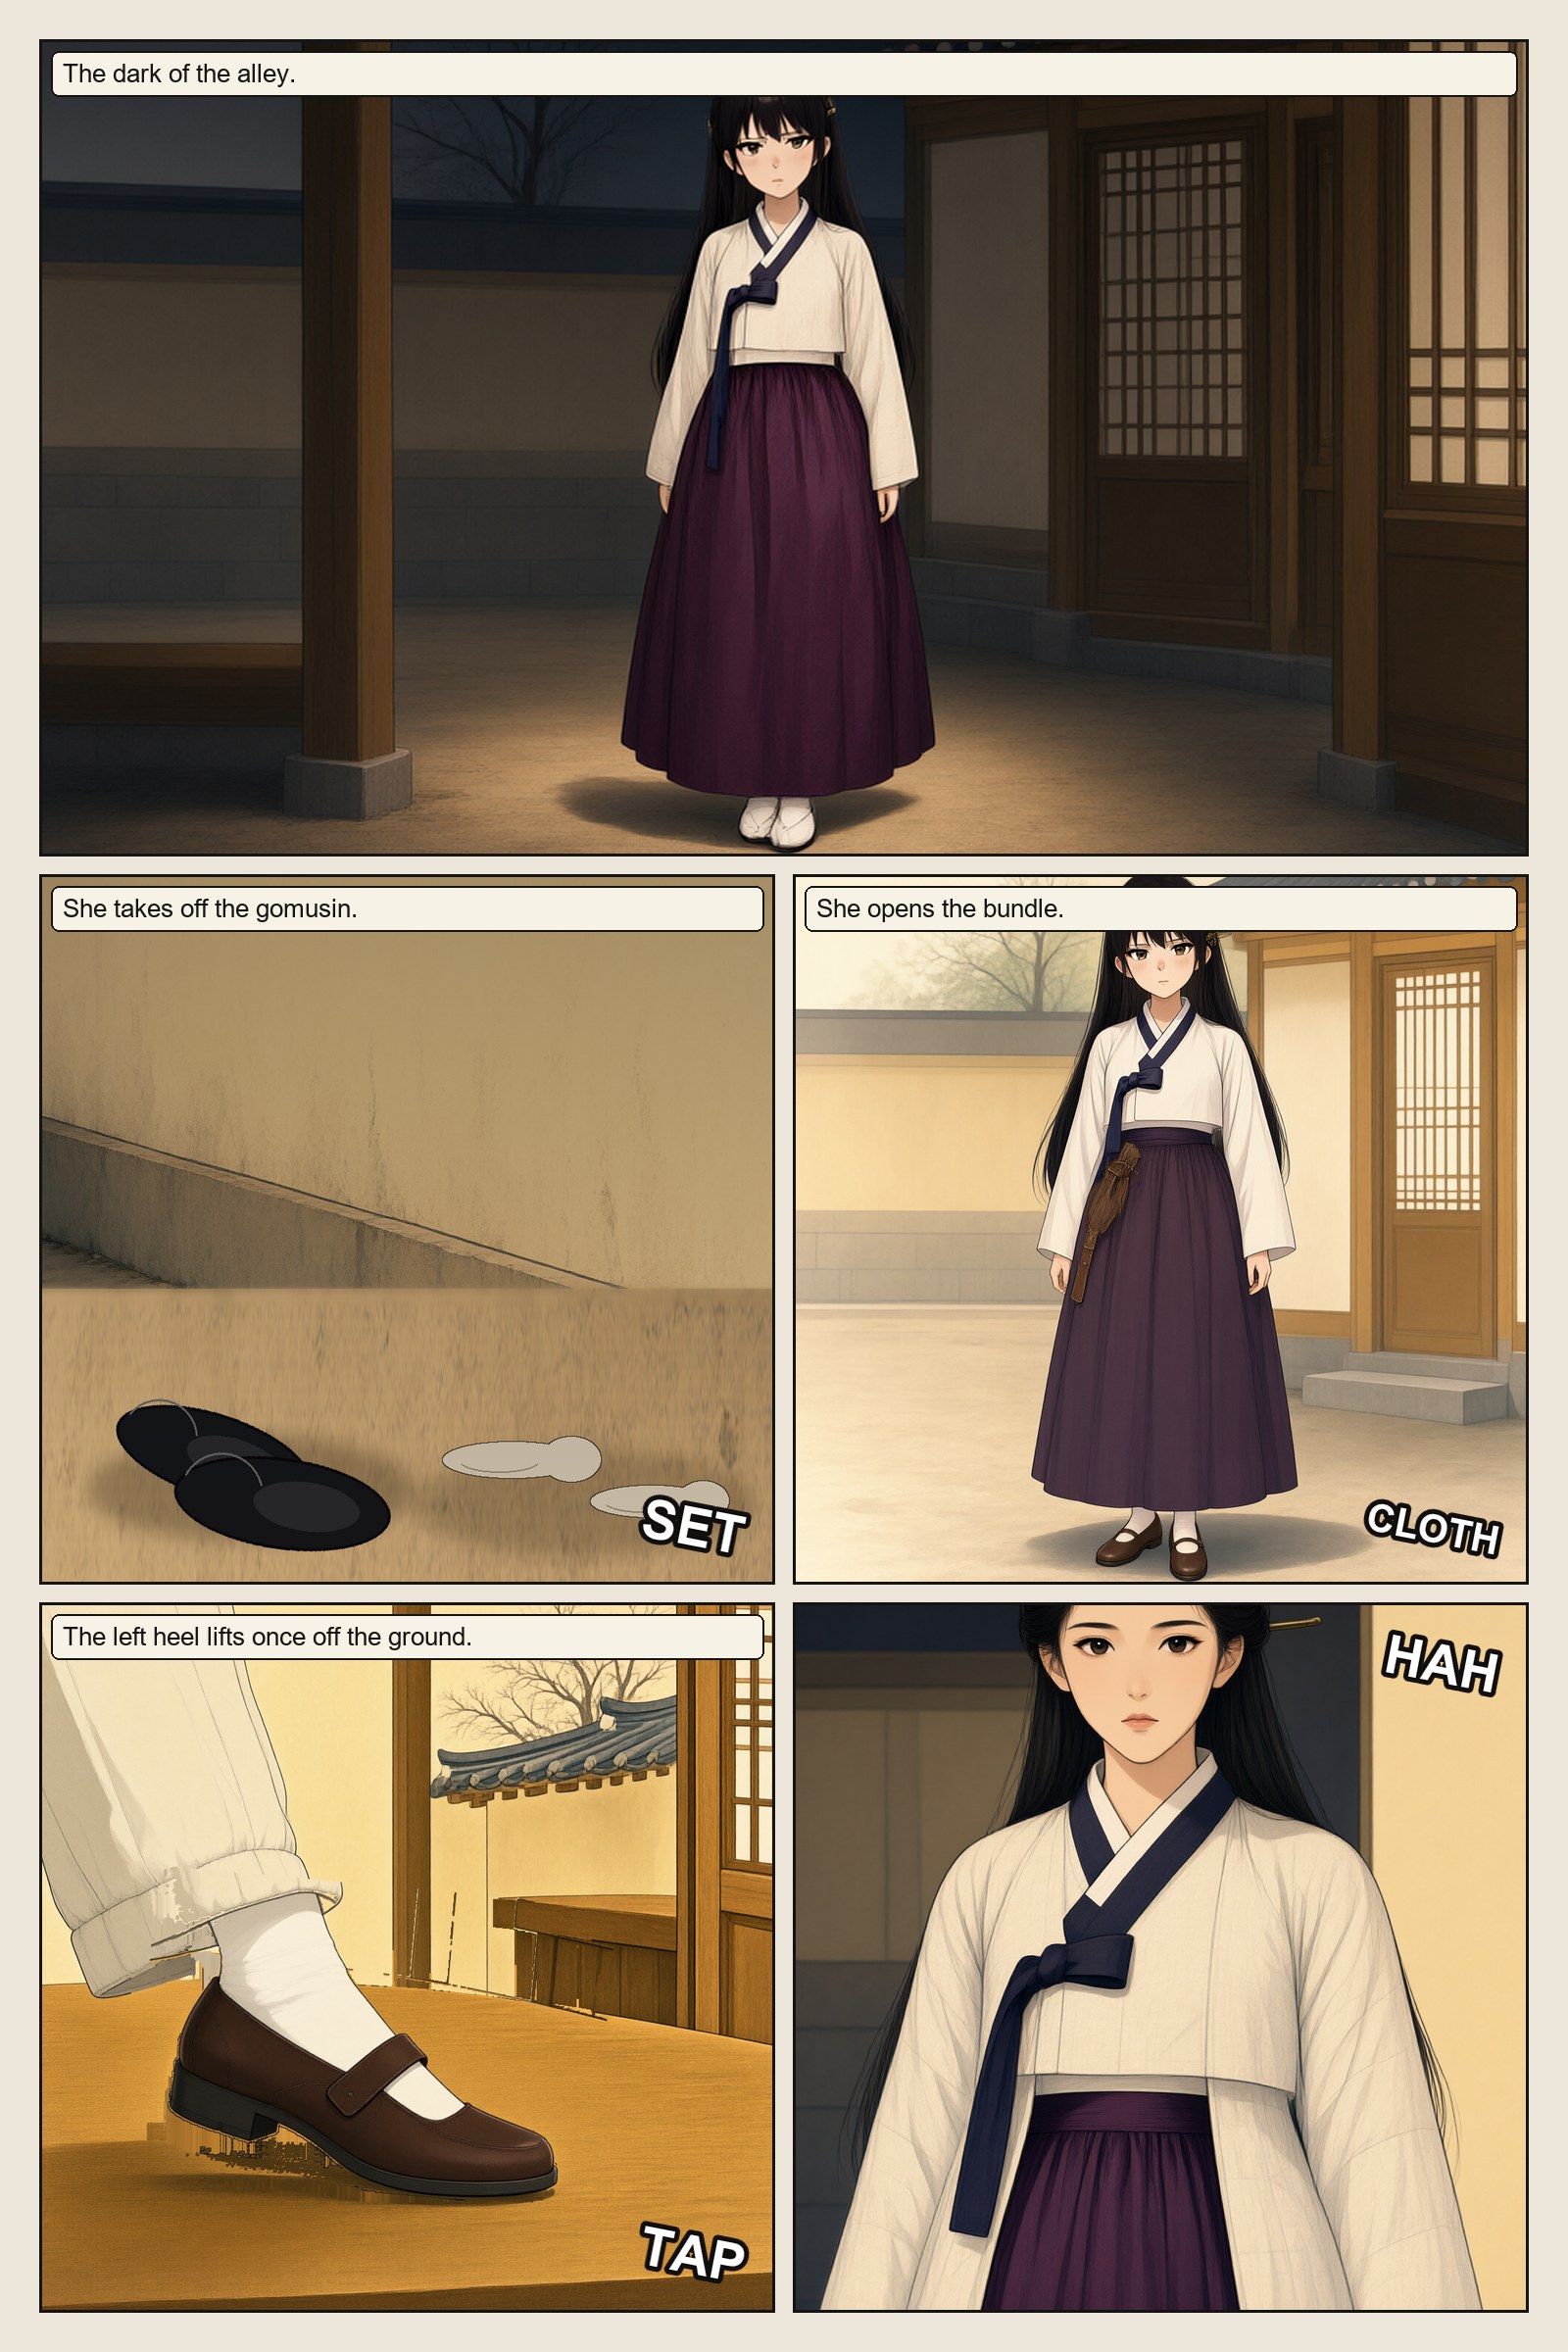 The dark of the alley.
She takes off the gomusin.
SET
She opens the bundle.
CLOTH
The left heel lifts once off the ground.
TAP
HAH